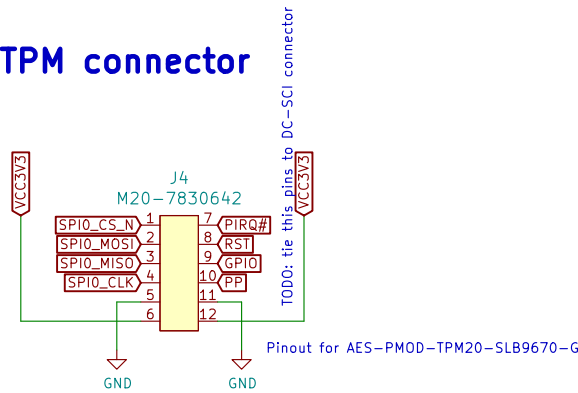 TPM connector
TODO: tie this pins to DC-SCI connector
VCC3V3
VCC3V3
J4
M20-7830642
SPI0_CS_N 1 7 PIRQ#
SPI0_MOSI 2 8 RST
SPI0_MISO 3 9 GPIO
SPI0_CLK 4 10 PP
5 11
6 12
Pinout for AES-PMOD-TPM20-SLB9670-G
GND GND